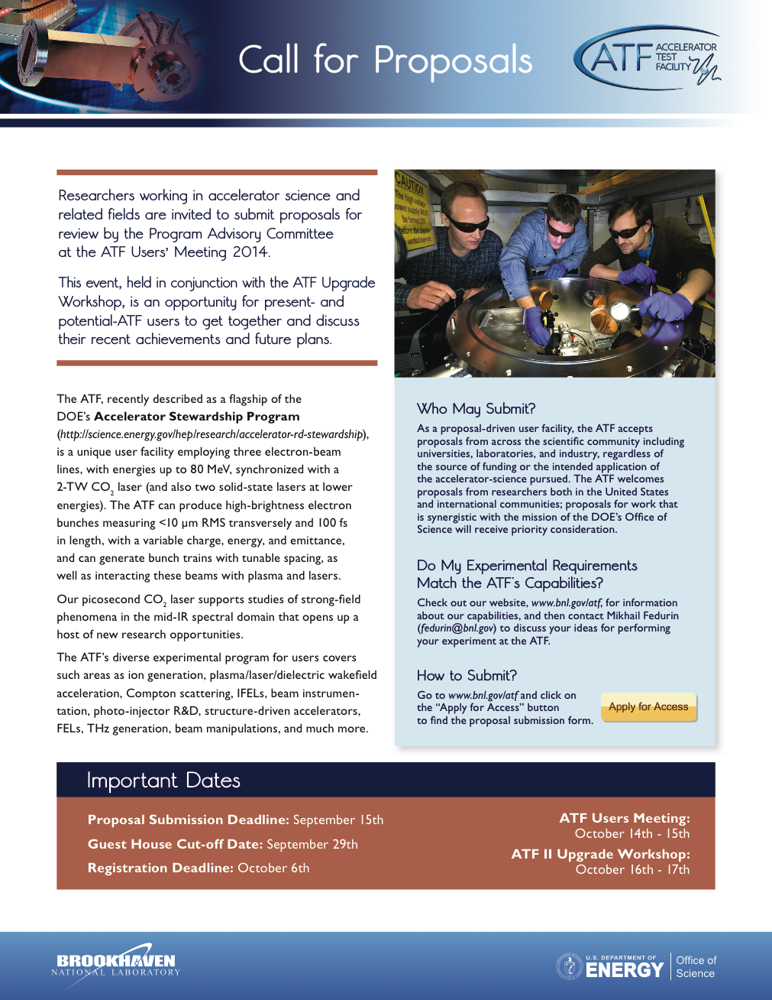 Call for Proposals
ATF ACCELERATOR
TEST
FACILITY
Researchers working in accelerator science and
related fields are invited to submit proposals for
review by the Program Advisory Committee
at the ATF Users’ Meeting 2014.
This event, held in conjunction with the ATF Upgrade
Workshop, is an opportunity for present- and
potential-ATF users to get together and discuss
their recent achievements and future plans.
CAUTION
The high voltage
power supply MUST
be turned OFF
before the
The ATF, recently described as a flagship of the
DOE’s Accelerator Stewardship Program
(http://science.energy.gov/hep/research/accelerator-rd-stewardship),
is a unique user facility employing three electron-beam
lines, with energies up to 80 MeV, synchronized with a
2-TW CO2 laser (and also two solid-state lasers at lower
energies). The ATF can produce high-brightness electron
bunches measuring <10 µm RMS transversely and 100 fs
in length, with a variable charge, energy, and emittance,
and can generate bunch trains with tunable spacing, as
well as interacting these beams with plasma and lasers.
Our picosecond CO2 laser supports studies of strong-field
phenomena in the mid-IR spectral domain that opens up a
host of new research opportunities.
The ATF’s diverse experimental program for users covers
such areas as ion generation, plasma/laser/dielectric wakefield
acceleration, Compton scattering, IFELs, beam instrumen-
tation, photo-injector R&D, structure-driven accelerators,
FELs, THz generation, beam manipulations, and much more.
Who May Submit?
As a proposal-driven user facility, the ATF accepts
proposals from across the scientific community including
universities, laboratories, and industry, regardless of
the source of funding or the intended application of
the accelerator-science pursued. The ATF welcomes
proposals from researchers both in the United States
and international communities; proposals for work that
is synergistic with the mission of the DOE’s Office of
Science will receive priority consideration.
Do My Experimental Requirements
Match the ATF’s Capabilities?
Check out our website, www.bnl.gov/atf, for information
about our capabilities, and then contact Mikhail Fedurin
(fedurin@bnl.gov) to discuss your ideas for performing
your experiment at the ATF.
How to Submit?
Go to www.bnl.gov/atf and click on
the “Apply for Access” button
to find the proposal submission form.
Apply for Access
Important Dates
Proposal Submission Deadline: September 15th
Guest House Cut-off Date: September 29th
Registration Deadline: October 6th
ATF Users Meeting:
October 14th - 15th
ATF II Upgrade Workshop:
October 16th - 17th
BROOKHAVEN
NATIONAL LABORATORY
U.S. DEPARTMENT OF
ENERGY
Office of
Science